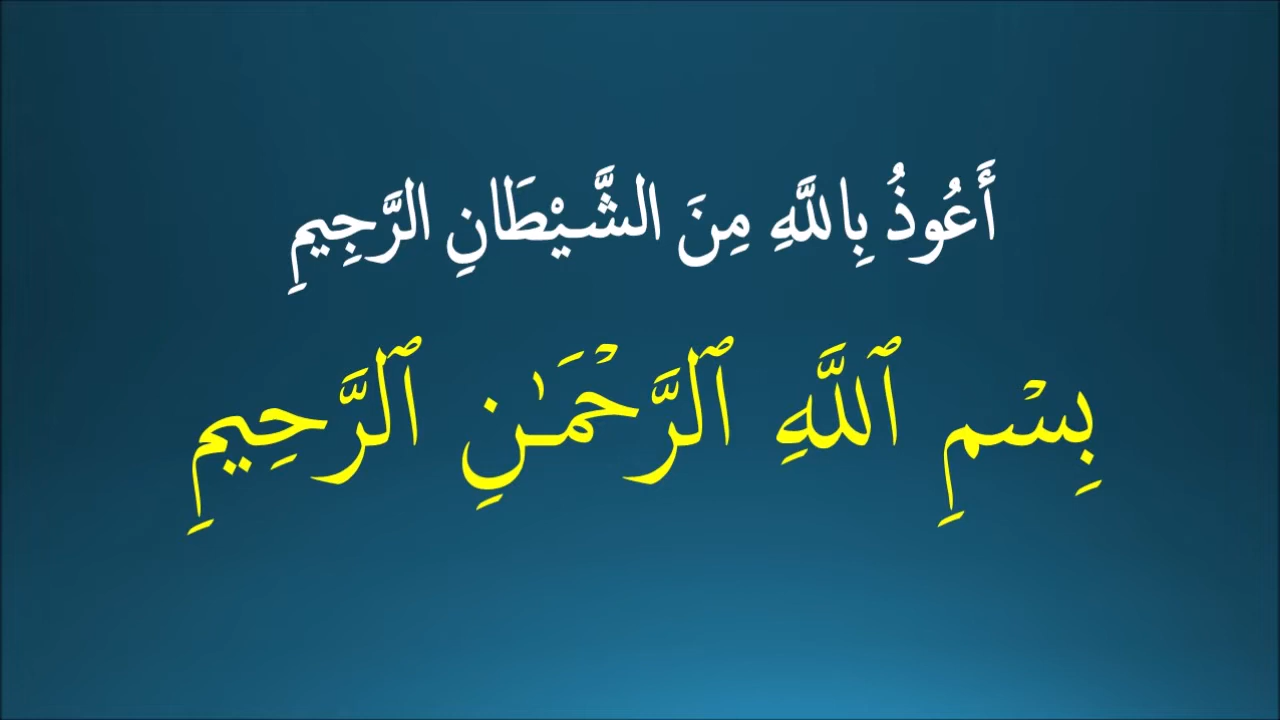 أَعُوذُ بِاللَّهِ مِنَ الشَّيْطَانِ الرَّجِيمِ
بِسْمِ ٱللَّهِ ٱلرَّحْمَـٰنِ ٱلرَّحِيمِ